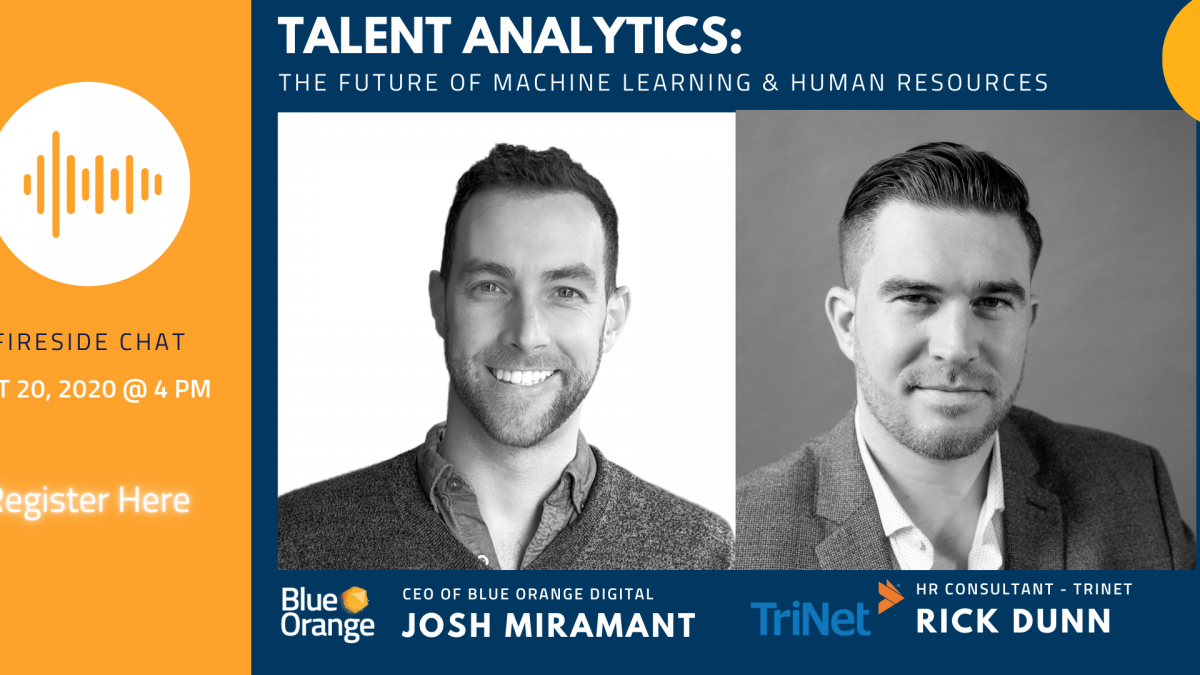 TALENT ANALYTICS:
THE FUTURE OF MACHINE LEARNING & HUMAN RESOURCES
FIRESIDE CHAT
T 20, 2020 @ 4 PM
Register Here
Blue
Orange
CEO OF BLUE ORANGE DIGITAL
JOSH MIRAMANT
TriNet
HR CONSULTANT - TRINET
RICK DUNN